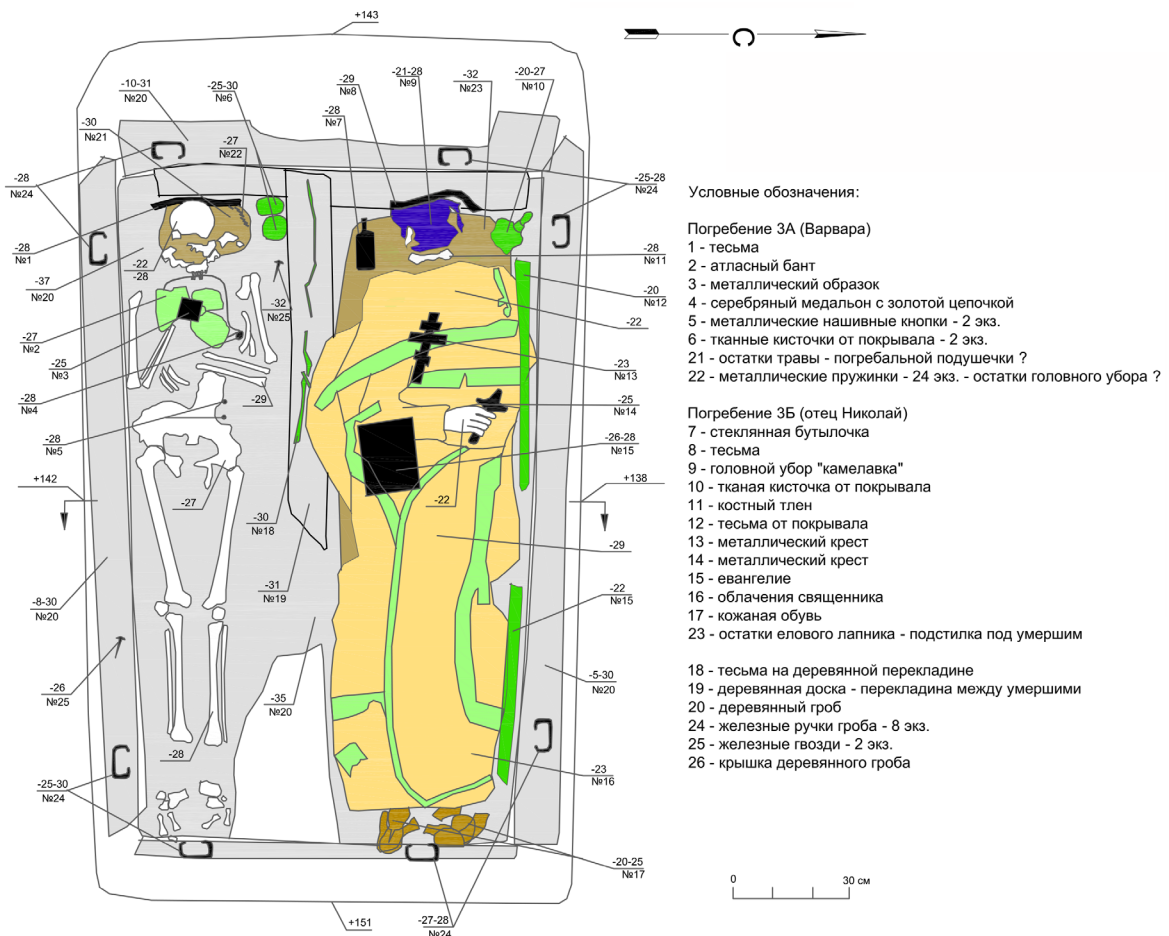 +143
-10-31
№20
-25-30
№6
-29
№8
-21-28
№9
-32
№23
-20-27
№10
-28
№7
-30
№21
-27
№22
-28
№24
-25-28
№24
-28
№1
-22
-28
-28
№11
-37
№20
-32
№25
-20
№12
-27
№2
-22
-25
№3
-23
№13
-28
№4
-29
-25
№14
-28
№5
-26-28
№15
+142
-27
-22
+138
-30
№18
-29
-31
№19
-22
№15
-8-30
№20
-26
№25
-35
№20
-5-30
№20
-28
-23
№16
-25-30
№24
-20-25
№17
+151
-27-28
№24
Условные обозначения:
Погребение 3А (Варвара)
1 - тесьма
2 - атласный бант
3 - металлический образок
4 - серебряный медальон с золотой цепочкой
5 - металлические нашивные кнопки - 2 экз.
6 - тканные кисточки от покрывала - 2 экз.
21 - остатки травы - погребальной подушечки ?
22 - металлические пружинки - 24 экз. - остатки головного убора ?
Погребение 3Б (отец Николай)
7 - стеклянная бутылочка
8 - тесьма
9 - головной убор "камелавка"
10 - тканая кисточка от покрывала
11 - костный тлен
12 - тесьма от покрывала
13 - металлический крест
14 - металлический крест
15 - евангелие
16 - облачения священника
17 - кожаная обувь
23 - остатки елового лапника - подстилка под умершим
18 - тесьма на деревянной перекладине
19 - деревянная доска - перекладина между умершими
20 - деревянный гроб
24 - железные ручки гроба - 8 экз.
25 - железные гвозди - 2 экз.
26 - крышка деревянного гроба
0 30 см